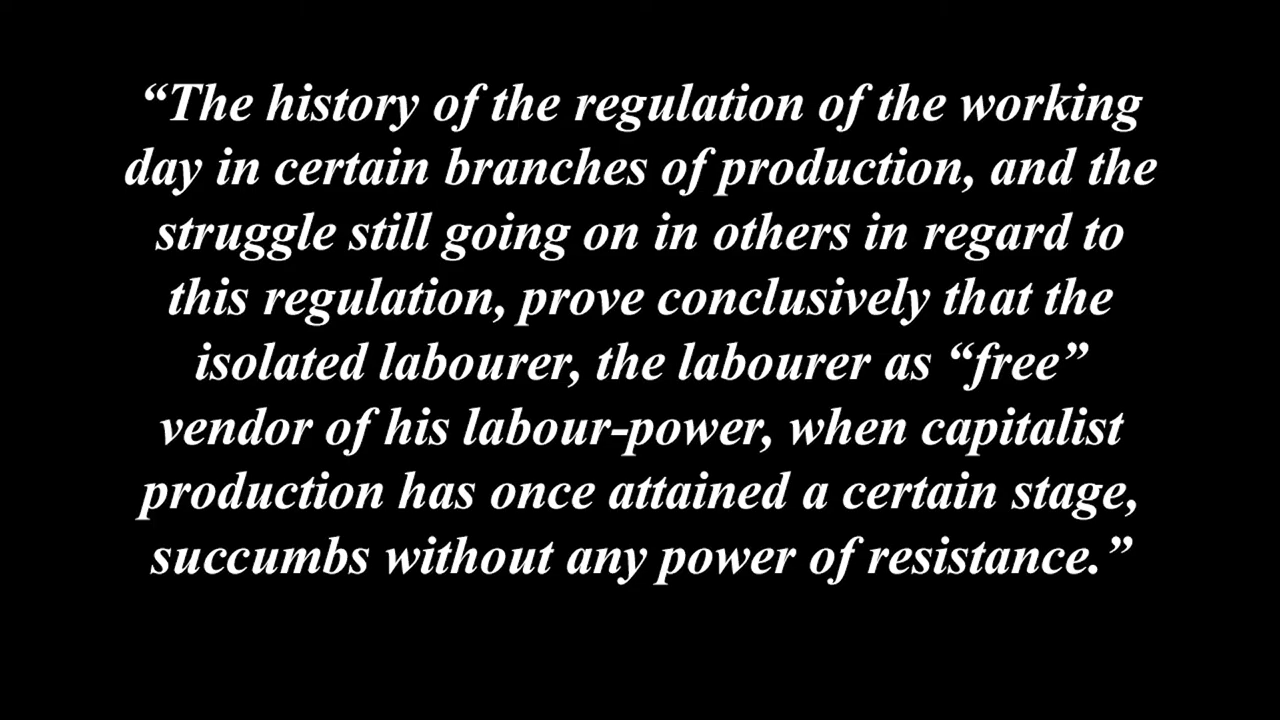 “The history of the regulation of the working
day in certain branches of production, and the
struggle still going on in others in regard to
this regulation, prove conclusively that the
isolated labourer, the labourer as “free”
vendor of his labour-power, when capitalist
production has once attained a certain stage,
succumbs without any power of resistance.”